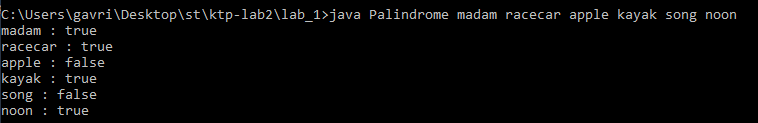 C:\Users\gavri\Desktop\st\ktp-lab2\lab_1>java Palindrome madam racecar apple kayak song noon
madam : true
racecar : true
apple : false
kayak : true
song : false
noon : true